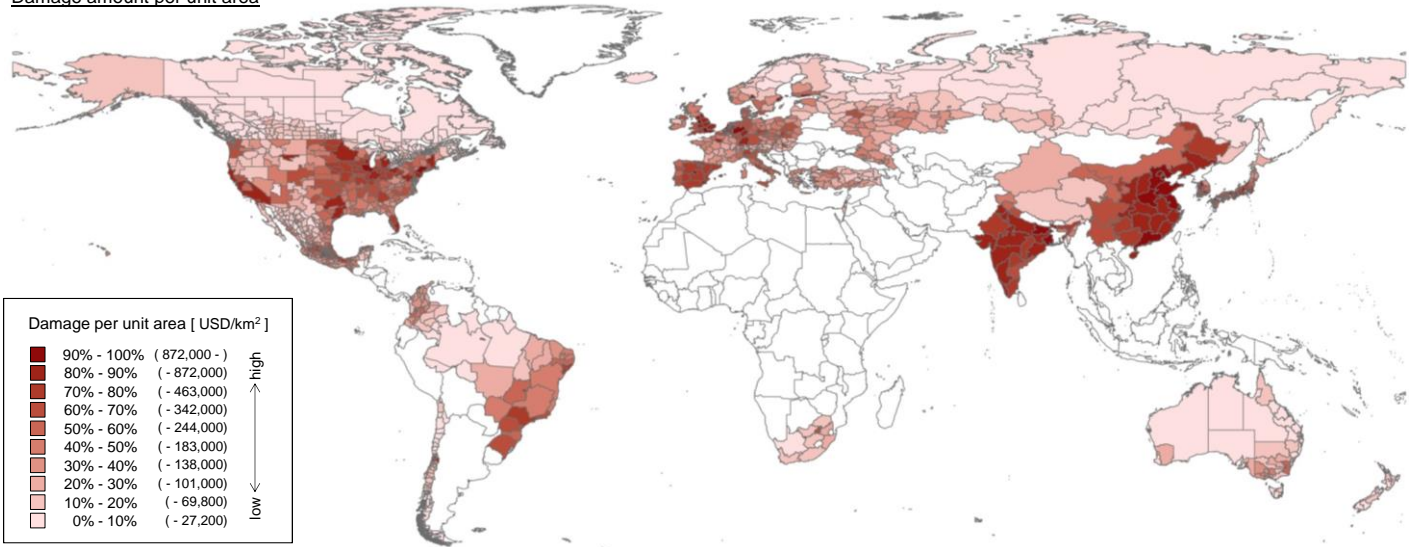 Damage amount per unit area
Damage per unit area [ USD/km² ]
90% - 100% ( 872,000 - )
80% - 90% ( - 872,000)
70% - 80% ( - 463,000)
60% - 70% ( - 342,000)
50% - 60% ( - 244,000)
40% - 50% ( - 183,000)
30% - 40% ( - 138,000)
20% - 30% ( - 101,000)
10% - 20% ( - 69,800)
0% - 10% ( - 27,200)
high
low